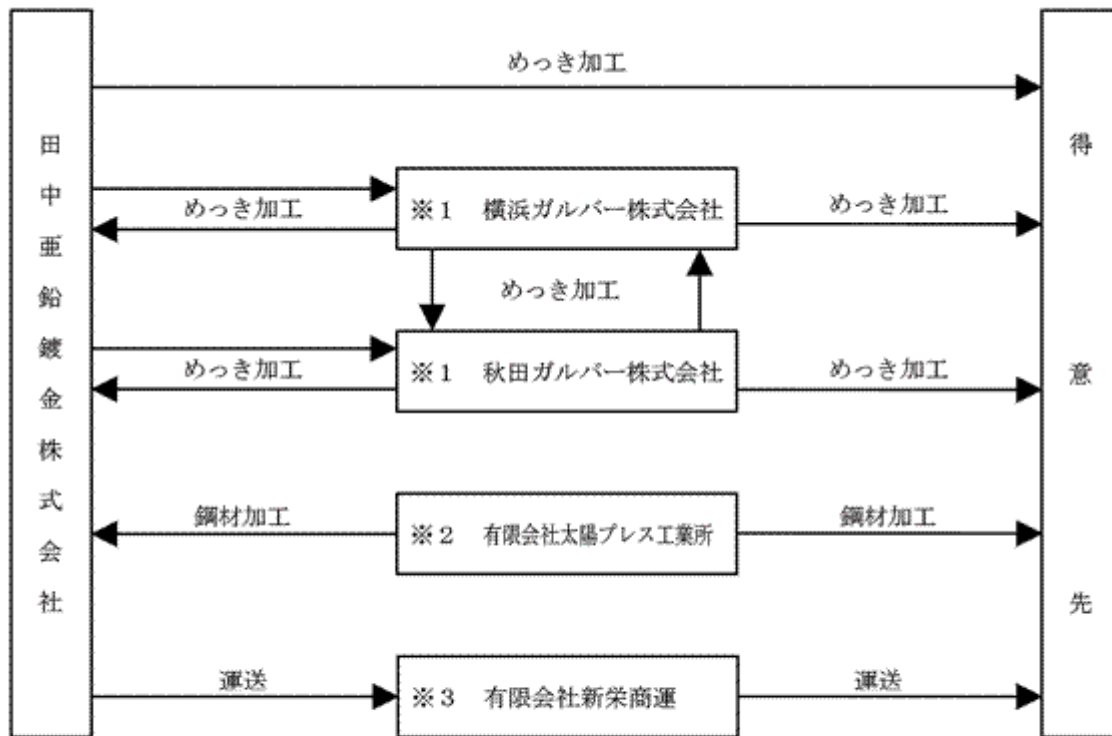 田中亜鉛鍍金株式会社
得意先
めっき加工
めっき加工
※1 横浜ガルバー株式会社
めっき加工
めっき加工
めっき加工
※1 秋田ガルバー株式会社
めっき加工
鋼材加工
※2 有限会社太陽プレス工業所
鋼材加工
運送
※3 有限会社新栄商運
運送